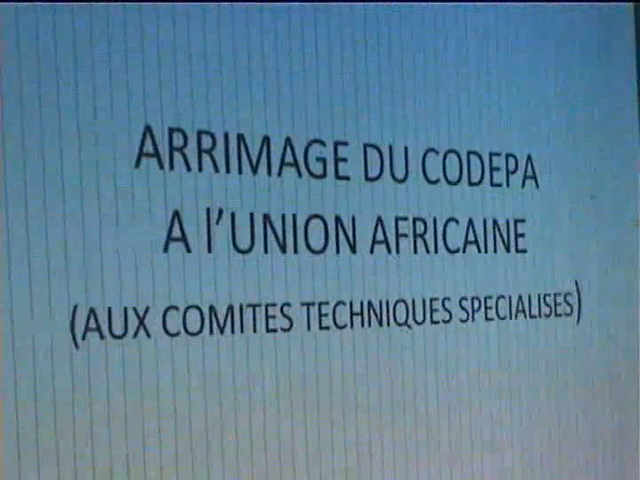 ARRIMAGE DU CODEPA
A l'UNION AFRICAINE
(AUX COMITES TECHNIQUES SPECIALISES)